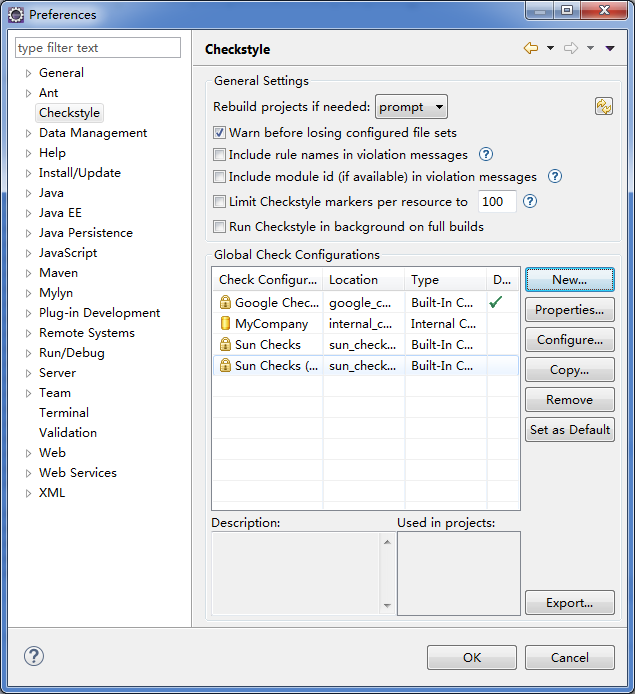 Preferences
type filter text
General
Ant
Checkstyle
Data Management
Help
Install/Update
Java
Java EE
Java Persistence
JavaScript
Maven
Mylyn
Plug-in Development
Remote Systems
Run/Debug
Server
Team
Terminal
Validation
Web
Web Services
XML
Checkstyle
General Settings
Rebuild projects if needed: prompt
Warn before losing configured file sets
Include rule names in violation messages ?
Include module id (if available) in violation messages ?
Limit Checkstyle markers per resource to 100 ?
Run Checkstyle in background on full builds
Global Check Configurations
Check Configur... Location Type D...
Google Chec... google_c... Built-In C...
MyCompany internal_c... Internal C...
Sun Checks sun_check... Built-In C...
Sun Checks (... sun_check... Built-In C...
New...
Properties...
Configure...
Copy...
Remove
Set as Default
Description: Used in projects:
Export...
? OK Cancel